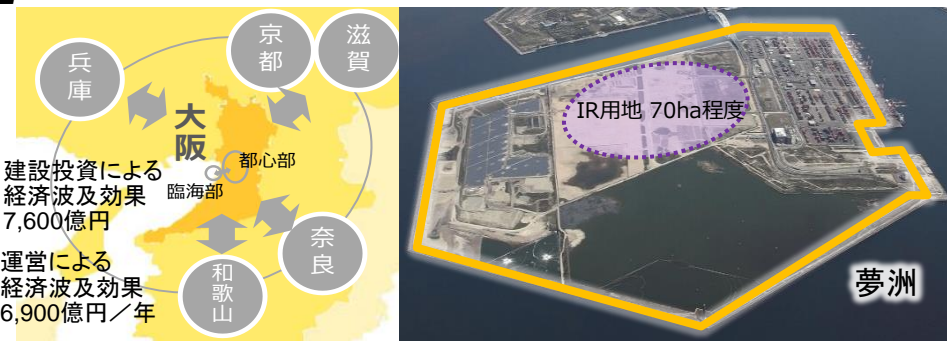 兵庫
京都
滋賀
大阪
都心部
臨海部
建設投資による
経済波及効果
7,600億円
運営による
経済波及効果
6,900億円／年
奈良
和歌山
IR用地 70ha程度
夢洲